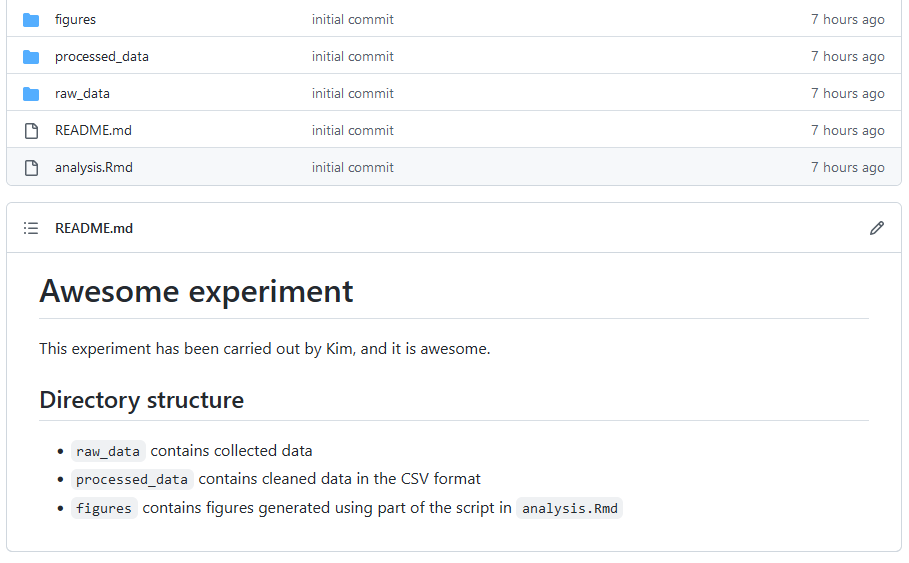 figures initial commit 7 hours ago
processed_data initial commit 7 hours ago
raw_data initial commit 7 hours ago
README.md initial commit 7 hours ago
analysis.Rmd initial commit 7 hours ago
README.md
Awesome experiment
This experiment has been carried out by Kim, and it is awesome.
Directory structure
• raw_data contains collected data
• processed_data contains cleaned data in the CSV format
• figures contains figures generated using part of the script in analysis.Rmd